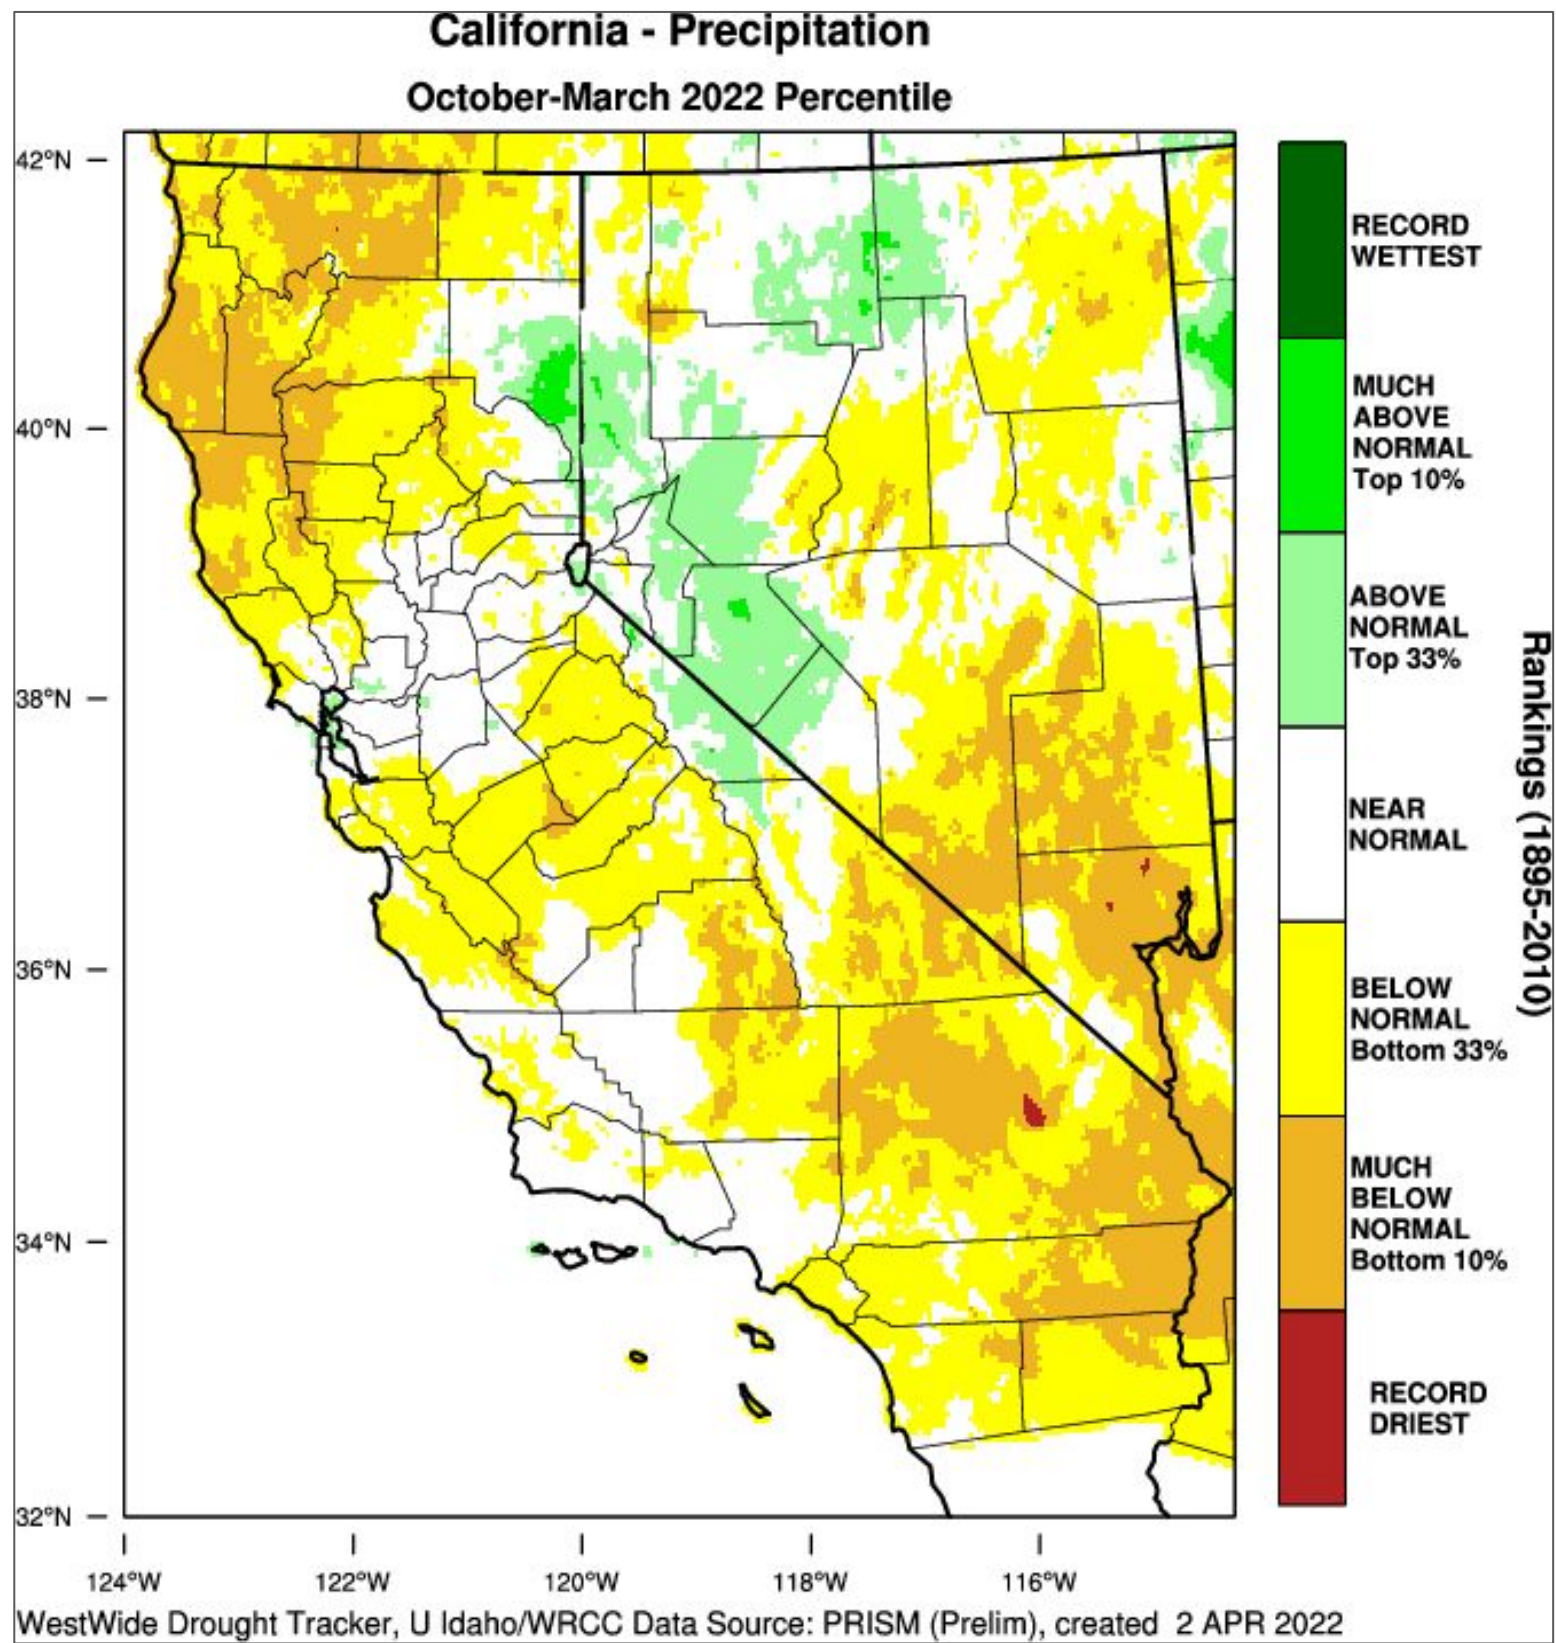 California - Precipitation
October-March 2022 Percentile
42°N
40°N
38°N
36°N
34°N
32°N
124°W
122°W
120°W
118°W
116°W
RECORD
WETTEST
MUCH
ABOVE
NORMAL
Top 10%
ABOVE
NORMAL
Top 33%
NEAR
NORMAL
BELOW
NORMAL
Bottom 33%
MUCH
BELOW
NORMAL
Bottom 10%
RECORD
DRIEST
Rankings (1895-2010)
WestWide Drought Tracker, U Idaho/WRCC Data Source: PRISM (Prelim), created 2 APR 2022